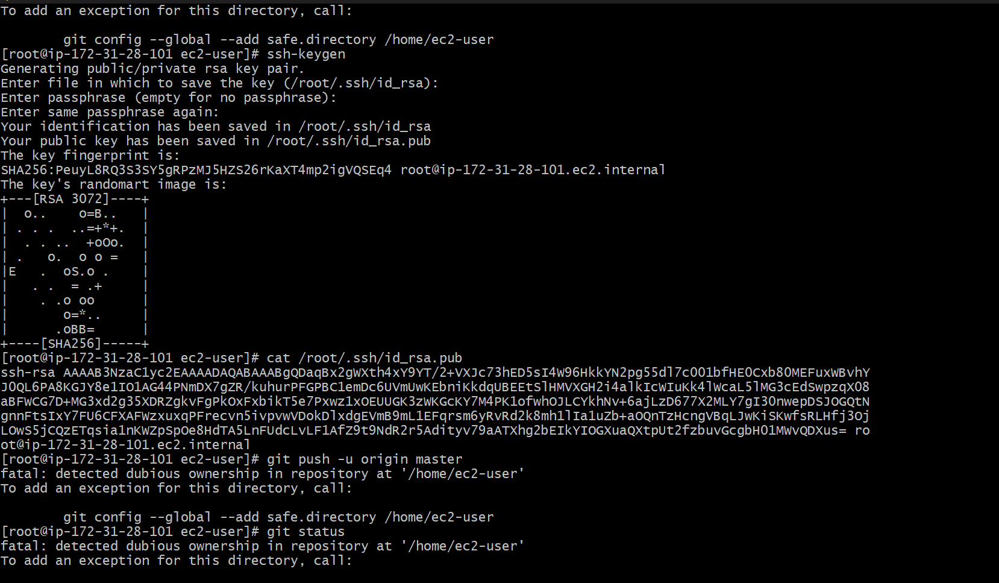 To add an exception for this directory, call:
        git config --global --add safe.directory /home/ec2-user
[root@ip-172-31-28-101 ec2-user]# ssh-keygen
Generating public/private rsa key pair.
Enter file in which to save the key (/root/.ssh/id_rsa):
Enter passphrase (empty for no passphrase):
Enter same passphrase again:
Your identification has been saved in /root/.ssh/id_rsa
Your public key has been saved in /root/.ssh/id_rsa.pub
The key fingerprint is:
SHA256:PeuyL8RQ3S3SY5gRPzMJ5HZS26rKaXT4mp2igVQSEq4 root@ip-172-31-28-101.ec2.internal
The key's randomart image is:
+---[RSA 3072]----+
|  o..    o=B..   |
| . . .  ..=+*+.  |
|  . . ..  +oOo.  |
| .   o.  o o =   |
|E   .  oS.o .    |
|   . .  = .+     |
|    . .o oo      |
|       o=*..     |
|      .oBB=      |
+----[SHA256]-----+
[root@ip-172-31-28-101 ec2-user]# cat /root/.ssh/id_rsa.pub
ssh-rsa AAAAB3NzaC1yc2EAAAADAQABAAABgQDaqBx2gWXth4xY9YT/2+VXJc73hED5sI4W96HkkYN2pg55dl7cO01bfHE0Cxb80MEFuxWBvhY
J0QL6PA8KGJY8e1IO1AG44PNmDX7gZR/kuhurPFGPBC1emDc6UVmUwKEbniKkdqUBEEtSlHMVXGH2i4alkIcWIuKk4lWcaL5lMG3cEdSwpzqX08
aBFWCG7D+MG3xd2g35XDRZgkvFgPkOxFxbikT5e7Pxwz1xOEUUGK3zWKGcKY7M4PK1ofwhOJLCYkhNv+6ajLzD677X2MLY7gI30nwepDSJOGQtN
gnnFtsIxY7FU6CFXAFWzxuxqPFrecvn5ivpvwVDokDlxdgEVmB9mL1EFqrsm6yRvRd2k8mh1lIa1uZb+aOQnTzHcngVBqLJwKiSKwfsRLHfj3Oj
LOwS5jCQzETqsia1nKWZpSpOe8HdTA5LnFUdcLvLF1AfZ9t9NdR2r5Adityv79aATXhg2bEIkYIOGXuaQXtpUt2fzbuvGcgbH01MWvQDXus= ro
ot@ip-172-31-28-101.ec2.internal
[root@ip-172-31-28-101 ec2-user]# git push -u origin master
fatal: detected dubious ownership in repository at '/home/ec2-user'
To add an exception for this directory, call:
        git config --global --add safe.directory /home/ec2-user
[root@ip-172-31-28-101 ec2-user]# git status
fatal: detected dubious ownership in repository at '/home/ec2-user'
To add an exception for this directory, call: